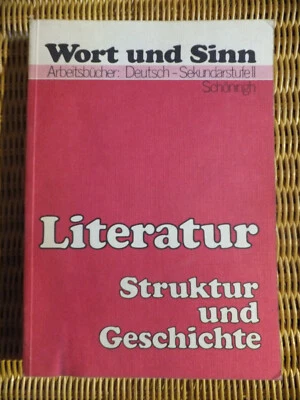 Wort und Sinn
Arbeitsbücher: Deutsch – Sekundarstufe II
Schöningh
Literatur
Struktur
und
Geschichte